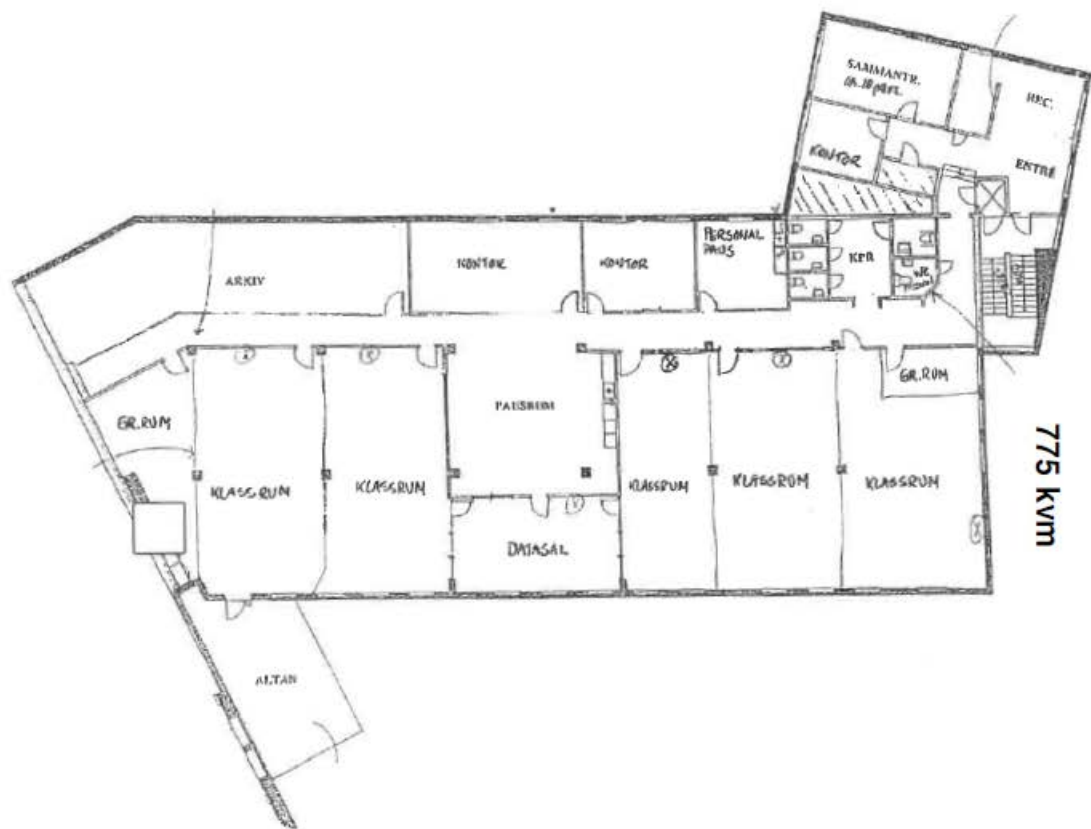 SAMMANTR.
REC.
KONTOR
ENTRÉ
PERSONAL
PAUS
KONTOR
KONTOR
KPR
ARKIV
GR.RUM
PAUSRUM
GR.RUM
KLASSRUM
KLASSRUM
KLASSRUM
KLASSRUM
KLASSRUM
DATASAL
ALTAN
775 kvm